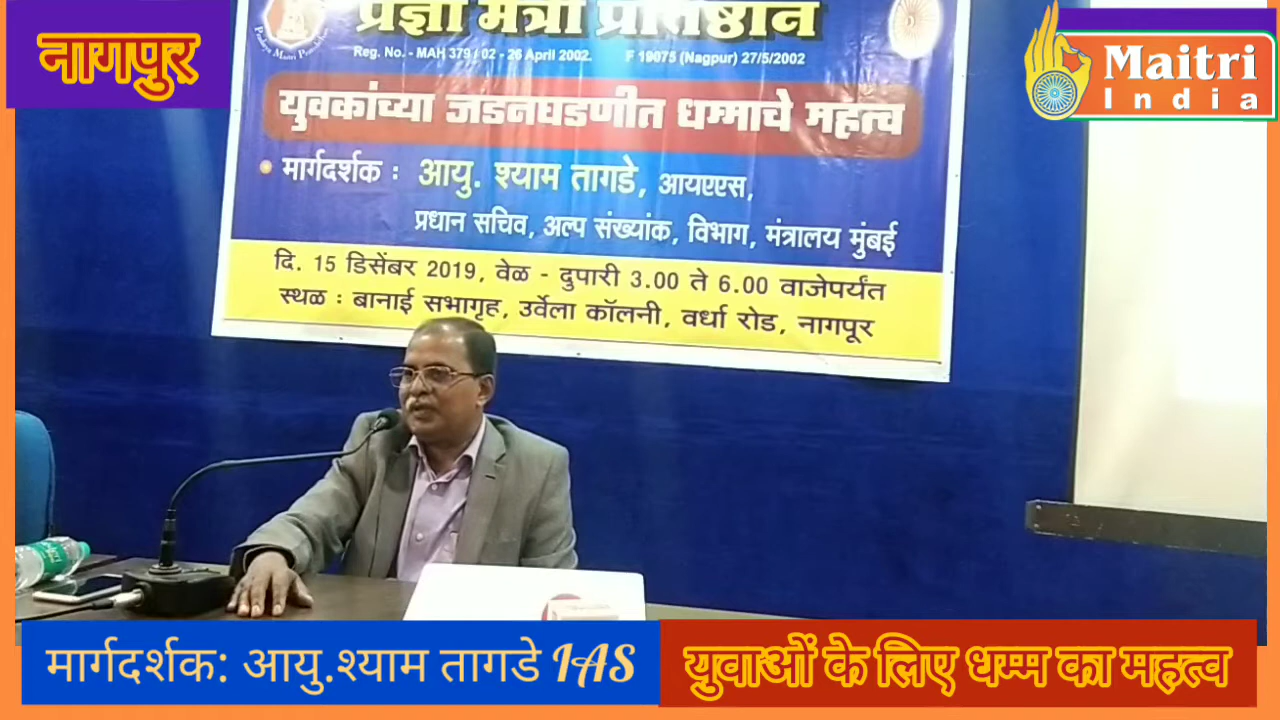 नागपुर
प्रज्ञा मैत्री प्रतिष्ठान
Reg. No. - MAH 379 / 02 - 26 April 2002. F 19075 (Nagpur) 27/5/2002
Maitri
India
युवकांच्या जडनघडणीत धम्माचे महत्व
मार्गदर्शक : आयु. श्याम तागडे, आयएएस,
प्रधान सचिव, अल्प संख्यांक, विभाग, मंत्रालय मुंबई
दि. 15 डिसेंबर 2019, वेळ - दुपारी 3.00 ते 6.00 वाजेपर्यंत
स्थळ : बानाई सभागृह, उर्वेला कॉलनी, वर्धा रोड, नागपूर
मार्गदर्शक: आयु.श्याम तागडे IAS
युवाओं के लिए धम्म का महत्व